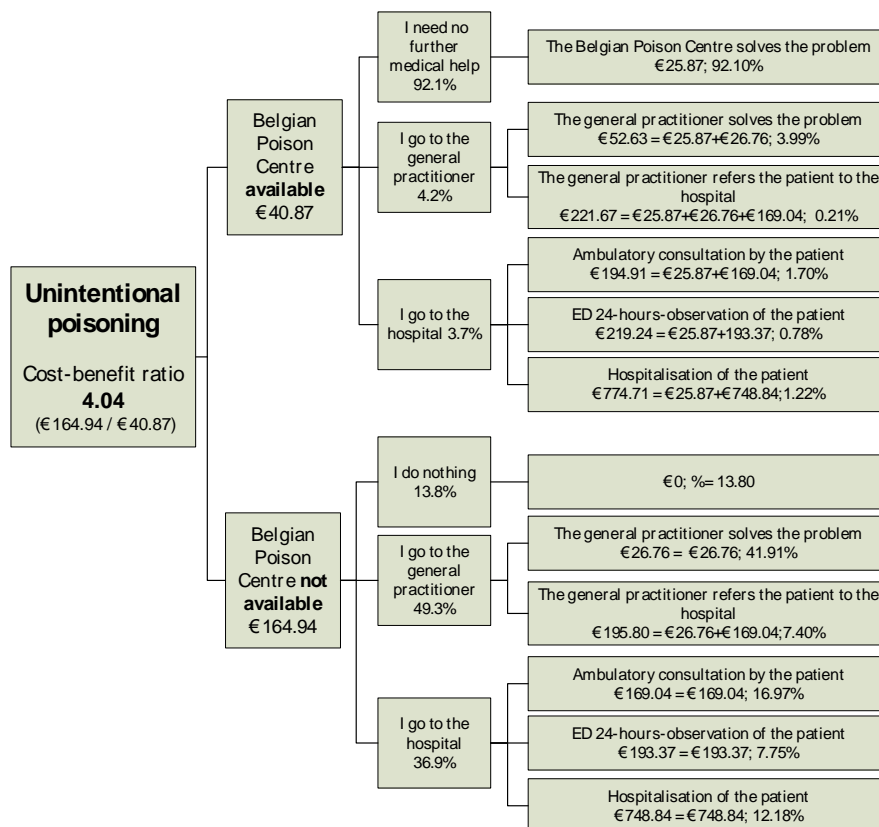 Unintentional
poisoning
Cost-benefit ratio
4.04
(€164.94 / €40.87)
Belgian
Poison
Centre
available
€40.87
I need no
further
medical help
92.1%
The Belgian Poison Centre solves the problem
€25.87; 92.10%
I go to the
general
practitioner
4.2%
The general practitioner solves the problem
€52.63 = €25.87+€26.76; 3.99%
The general practitioner refers the patient to the
hospital
€221.67 = €25.87+€26.76+€169.04; 0.21%
I go to the
hospital 3.7%
Ambulatory consultation by the patient
€194.91 = €25.87+€169.04; 1.70%
ED 24-hours-observation of the patient
€219.24 = €25.87+193.37; 0.78%
Hospitalisation of the patient
€774.71 = €25.87+€748.84;1.22%
Belgian
Poison
Centre not
available
€164.94
I do nothing
13.8%
€0; %= 13.80
I go to the
general
practitioner
49.3%
The general practitioner solves the problem
€26.76 = €26.76; 41.91%
The general practitioner refers the patient to the
hospital
€195.80 = €26.76+€169.04;7.40%
I go to the
hospital
36.9%
Ambulatory consultation by the patient
€169.04 = €169.04; 16.97%
ED 24-hours-observation of the patient
€193.37 = €193.37; 7.75%
Hospitalisation of the patient
€748.84 = €748.84; 12.18%